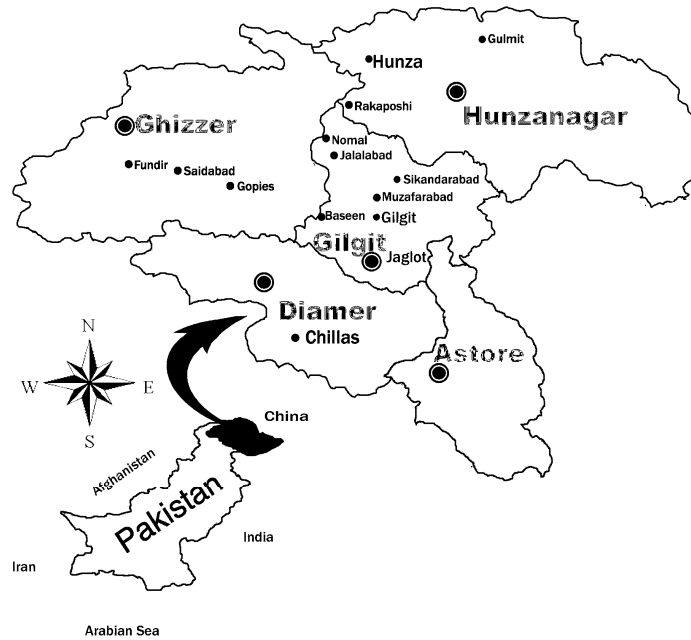 Gulmit
Hunza
Rakaposhi
Hunzanagar
Ghizzer
Nomal
Jalalabad
Fundir
Saidabad
Sikandarabad
Gopies
Muzafarabad
Baseen
Gilgit
Gilgit
Jaglot
Diamer
Chillas
Astore
N
W
E
S
China
Afghanistan
Pakistan
India
Iran
Arabian Sea